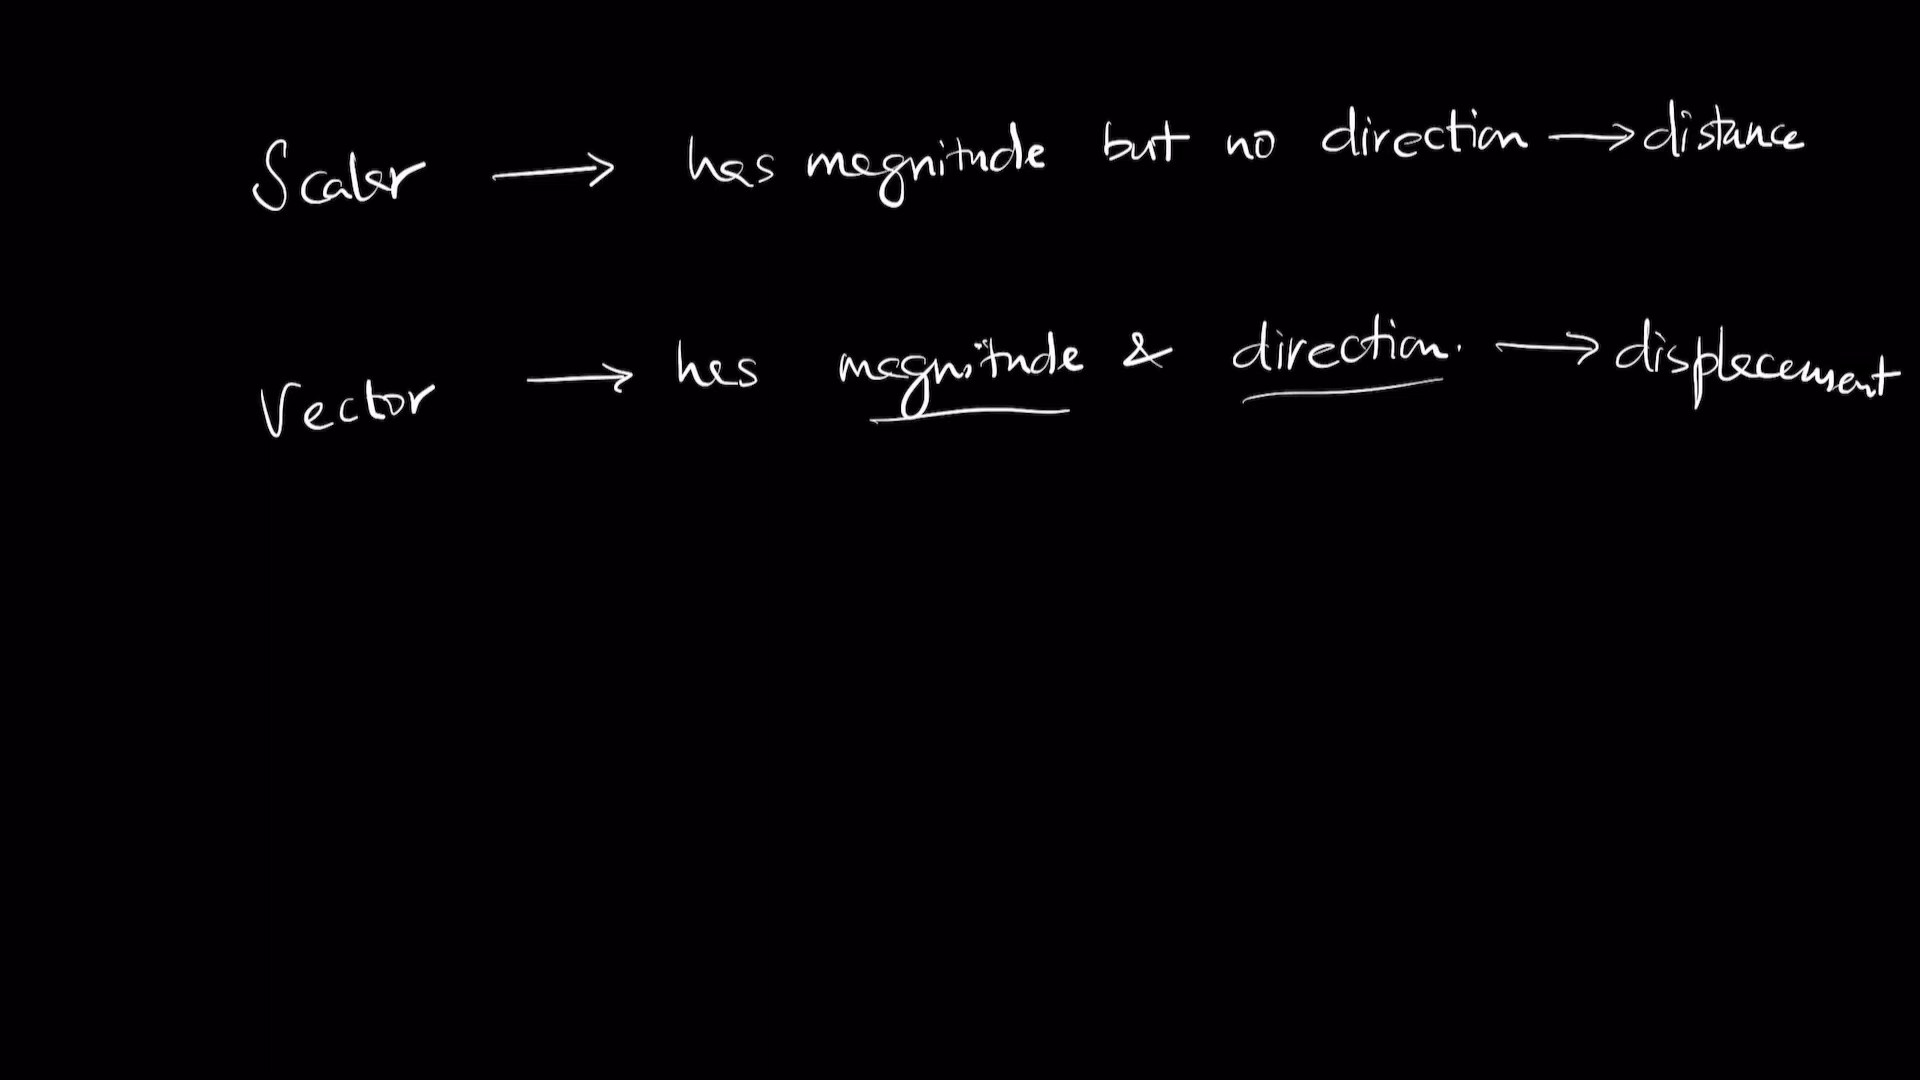 Scalar → has magnitude but no direction → distance
Vector → has magnitude & direction. → displacement